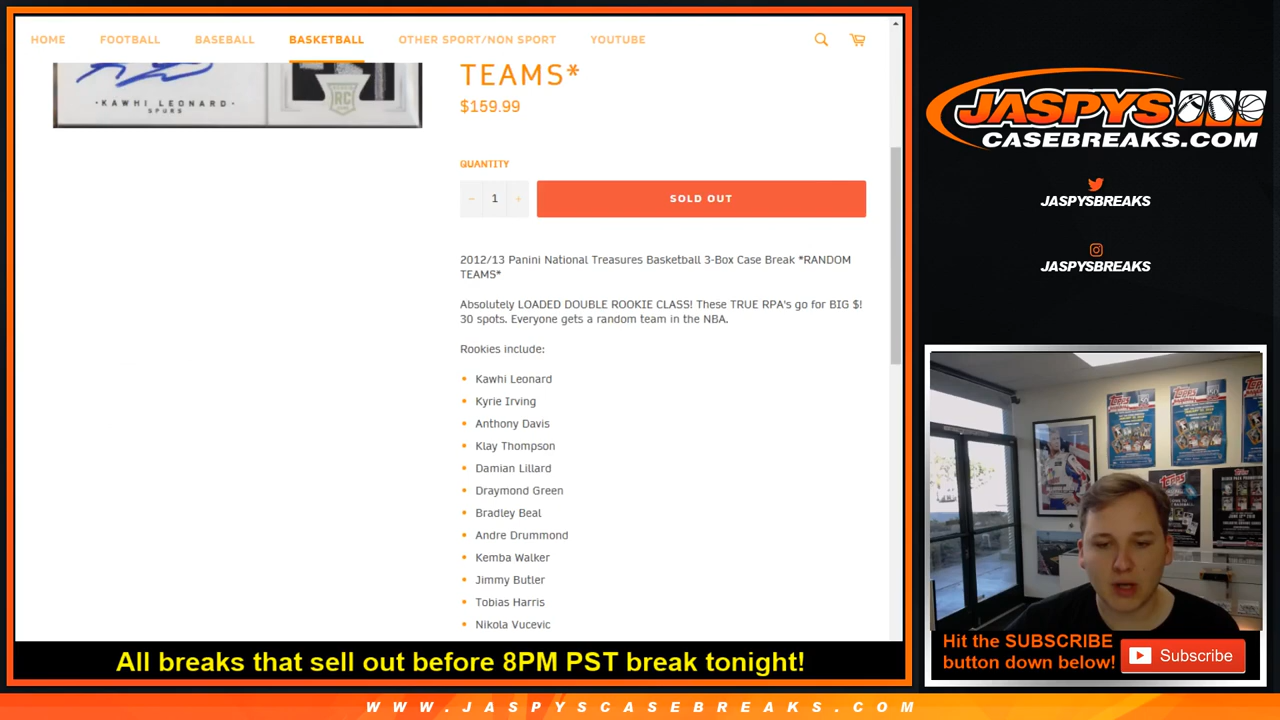 HOME FOOTBALL BASEBALL BASKETBALL OTHER SPORT/NON SPORT YOUTUBE
KAWHI LEONARD
SPURS
RC
TEAMS*
$159.99
QUANTITY
− 1 +
SOLD OUT
2012/13 Panini National Treasures Basketball 3-Box Case Break *RANDOM
TEAMS*
Absolutely LOADED DOUBLE ROOKIE CLASS! These TRUE RPA's go for BIG $!
30 spots. Everyone gets a random team in the NBA.
Rookies include:
Kawhi Leonard
Kyrie Irving
Anthony Davis
Klay Thompson
Damian Lillard
Draymond Green
Bradley Beal
Andre Drummond
Kemba Walker
Jimmy Butler
Tobias Harris
Nikola Vucevic
All breaks that sell out before 8PM PST break tonight!
JASPYS
CASEBREAKS.COM
JASPYSBREAKS
JASPYSBREAKS
Hit the SUBSCRIBE
button down below!
Subscribe
WWW.JASPYSCASEBREAKS.COM